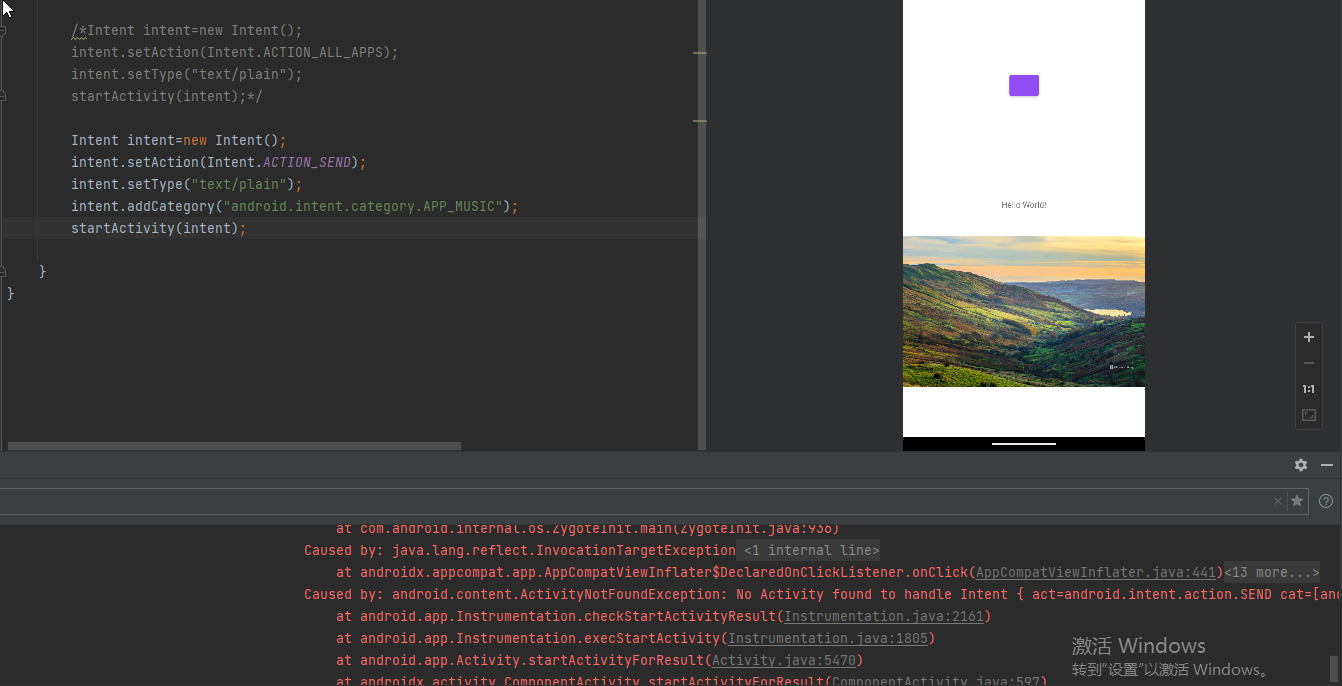 /*Intent intent=new Intent();
intent.setAction(Intent.ACTION_ALL_APPS);
intent.setType("text/plain");
startActivity(intent);*/
Intent intent=new Intent();
intent.setAction(Intent.ACTION_SEND);
intent.setType("text/plain");
intent.addCategory("android.intent.category.APP_MUSIC");
startActivity(intent);
}
}
Hello World!
1:1
at com.android.internal.os.ZygoteInit.main(ZygoteInit.java:936)
Caused by: java.lang.reflect.InvocationTargetException <1 internal line>
at androidx.appcompat.app.AppCompatViewInflater$DeclaredOnClickListener.onClick(AppCompatViewInflater.java:441)<13 more...>
Caused by: android.content.ActivityNotFoundException: No Activity found to handle Intent { act=android.intent.action.SEND cat=[and
at android.app.Instrumentation.checkStartActivityResult(Instrumentation.java:2161)
at android.app.Instrumentation.execStartActivity(Instrumentation.java:1805)
at android.app.Activity.startActivityForResult(Activity.java:5470)
at androidx.activity.ComponentActivity.startActivityForResult(ComponentActivity.java:597)
激活 Windows
转到“设置”以激活 Windows。